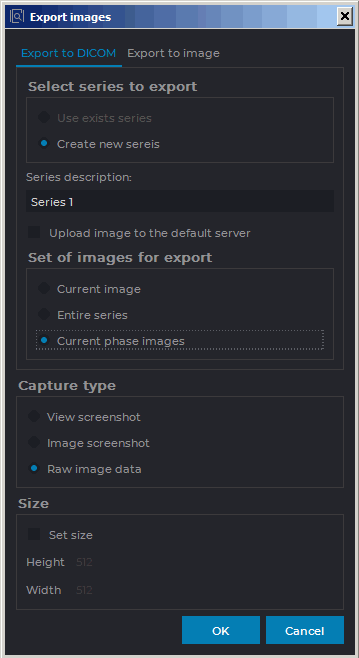 Export images
Export to DICOM Export to image
Select series to export
Use exists series
Create new sereis
Series description:
Series 1
Upload image to the default server
Set of images for export
Current image
Entire series
Current phase images
Capture type
View screenshot
Image screenshot
Raw image data
Size
Set size
Height 512
Width 512
OK Cancel